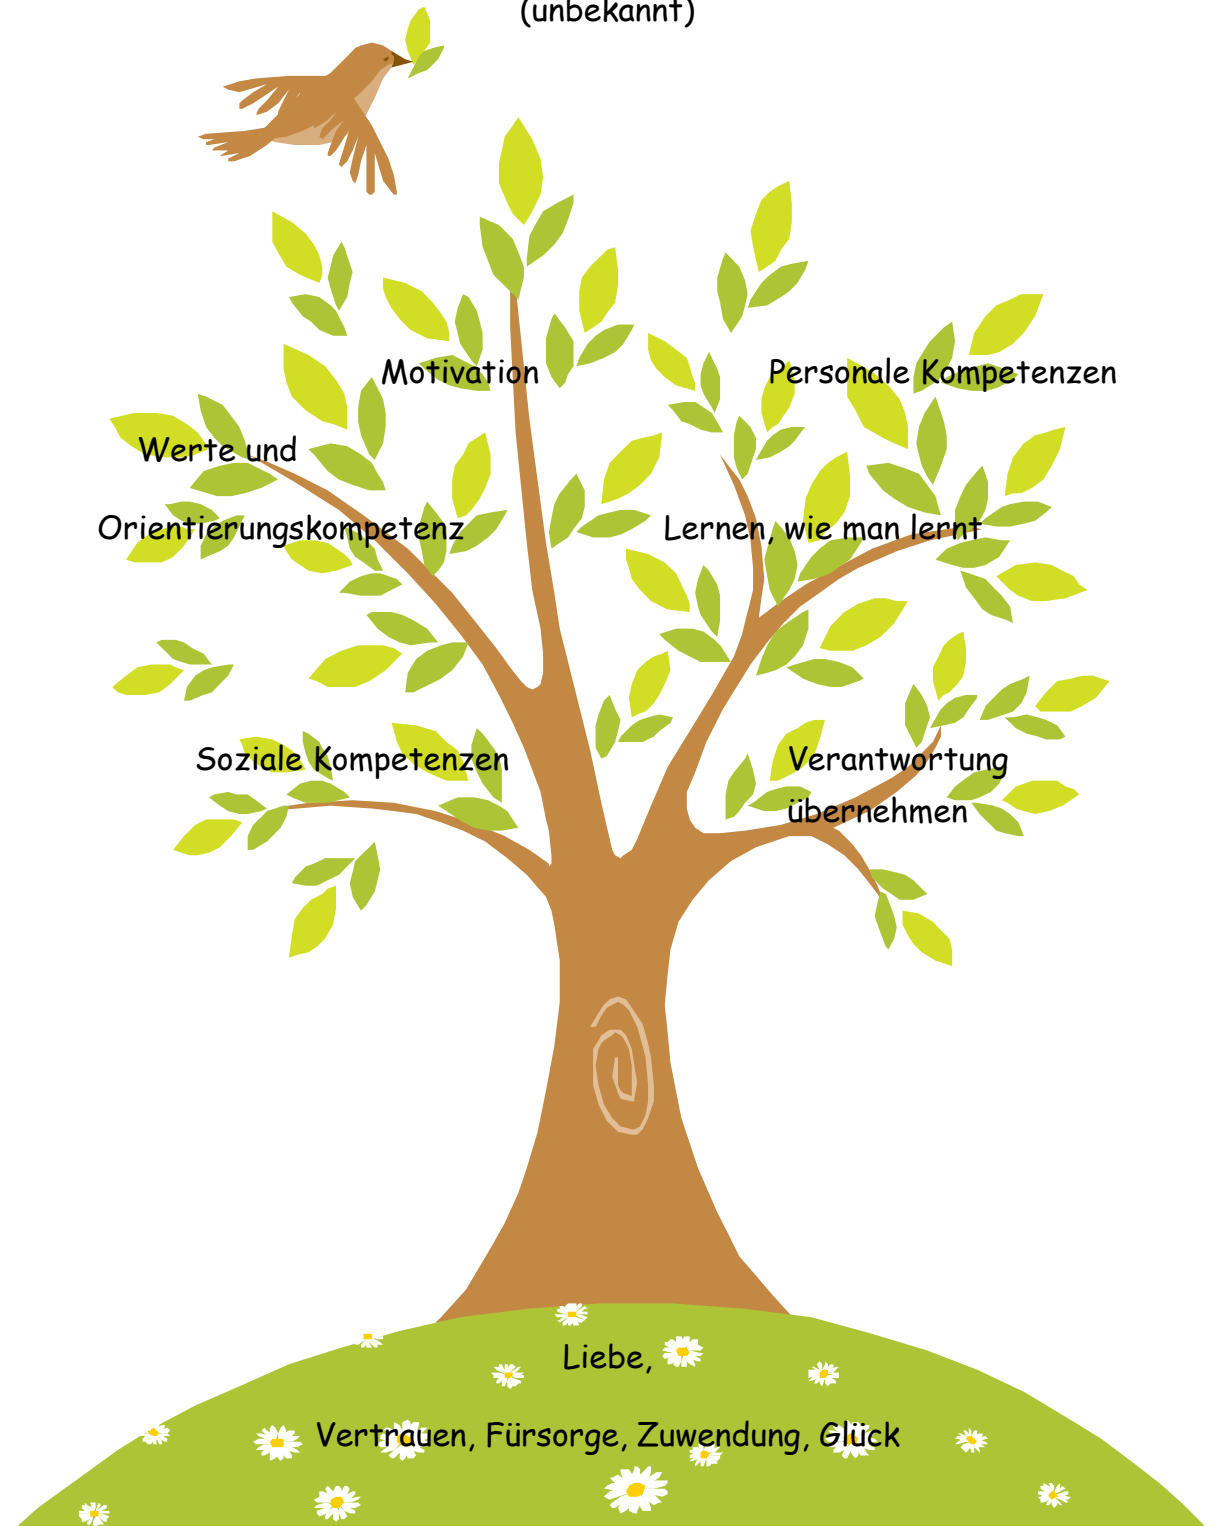 (unbekannt)
Motivation
Personale Kompetenzen
Werte und
Orientierungskompetenz
Lernen, wie man lernt
Soziale Kompetenzen
Verantwortung
übernehmen
Liebe,
Vertrauen, Fürsorge, Zuwendung, Glück